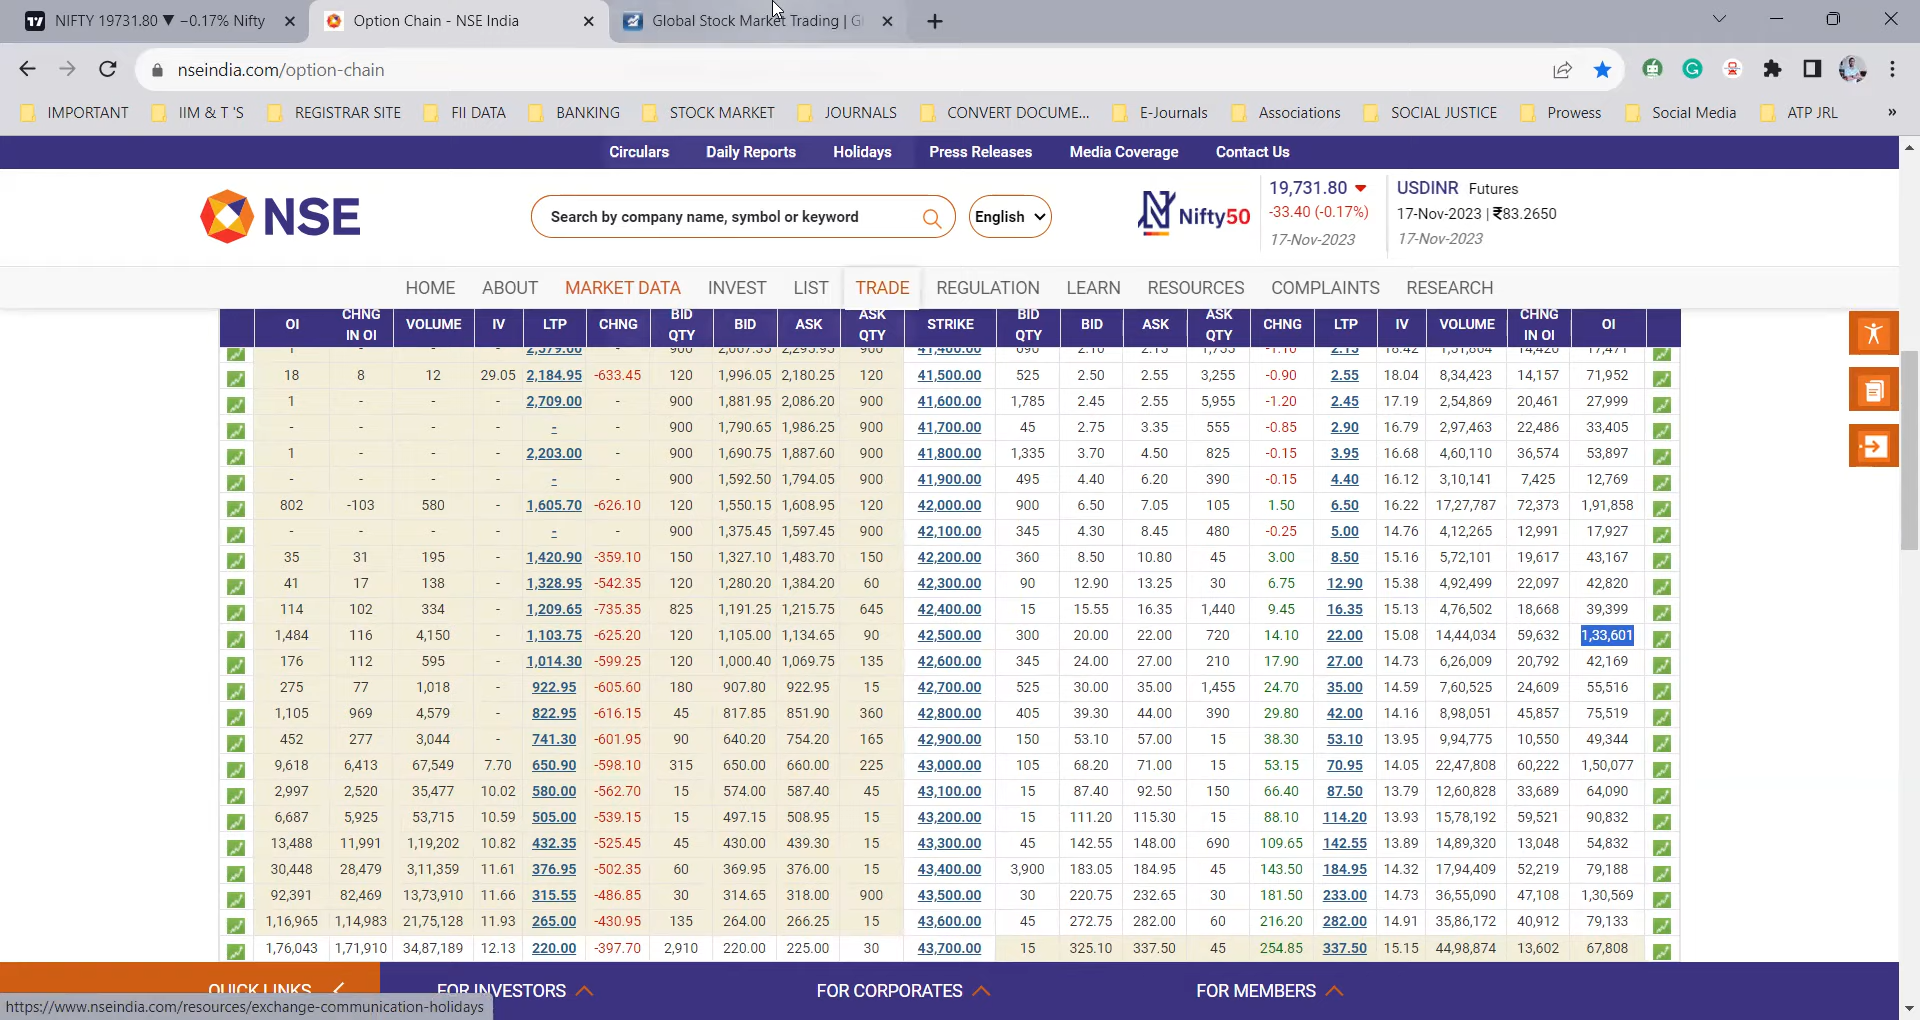 NIFTY 19731.80 ▼ −0.17% Nifty
Option Chain - NSE India
Global Stock Market Trading | Gl
nseindia.com/option-chain
IMPORTANT IIM & T 'S REGISTRAR SITE FII DATA BANKING STOCK MARKET JOURNALS CONVERT DOCUME... E-Journals Associations SOCIAL JUSTICE Prowess Social Media ATP JRL »
Circulars Daily Reports Holidays Press Releases Media Coverage Contact Us
NSE
Search by company name, symbol or keyword
English
Nifty50
19,731.80
-33.40 (-0.17%)
17-Nov-2023
USDINR Futures
17-Nov-2023 | ₹83.2650
17-Nov-2023
HOME ABOUT MARKET DATA INVEST LIST TRADE REGULATION LEARN RESOURCES COMPLAINTS RESEARCH
OI CHNG IN OI VOLUME IV LTP CHNG BID QTY BID ASK ASK QTY STRIKE BID QTY BID ASK ASK QTY CHNG LTP IV VOLUME CHNG IN OI OI
18 8 12 29.05 2,184.95 -633.45 120 1,996.05 2,180.25 120 41,500.00 525 2.50 2.55 3,255 -0.90 2.55 18.04 8,34,423 14,157 71,952
1 - - - 2,709.00 - 900 1,881.95 2,086.20 900 41,600.00 1,785 2.45 2.55 5,955 -1.20 2.45 17.19 2,54,869 20,461 27,999
- - - - - - 900 1,790.65 1,986.25 900 41,700.00 45 2.75 3.35 555 -0.85 2.90 16.79 2,97,463 22,486 33,405
1 - - - 2,203.00 - 900 1,690.75 1,887.60 900 41,800.00 1,335 3.70 4.50 825 -0.15 3.95 16.68 4,60,110 36,574 53,897
- - - - - - 900 1,592.50 1,794.05 900 41,900.00 495 4.40 6.20 390 -0.15 4.40 16.12 3,10,141 7,425 12,769
802 -103 580 - 1,605.70 -626.10 120 1,550.15 1,608.95 120 42,000.00 900 6.50 7.05 105 1.50 6.50 16.22 17,27,787 72,373 1,91,858
- - - - - - 900 1,375.45 1,597.45 900 42,100.00 345 4.30 8.45 480 -0.25 5.00 14.76 4,12,265 12,991 17,927
35 31 195 - 1,420.90 -359.10 150 1,327.10 1,483.70 150 42,200.00 360 8.50 10.80 45 3.00 8.50 15.16 5,72,101 19,617 43,167
41 17 138 - 1,328.95 -542.35 120 1,280.20 1,384.20 60 42,300.00 90 12.90 13.25 30 6.75 12.90 15.38 4,92,499 22,097 42,820
114 102 334 - 1,209.65 -735.35 825 1,191.25 1,215.75 645 42,400.00 15 15.55 16.35 1,440 9.45 16.35 15.13 4,76,502 18,668 39,399
1,484 116 4,150 - 1,103.75 -625.20 120 1,105.00 1,134.65 90 42,500.00 300 20.00 22.00 720 14.10 22.00 15.08 14,44,034 59,632 1,33,601
176 112 595 - 1,014.30 -599.25 120 1,000.40 1,069.75 135 42,600.00 345 24.00 27.00 210 17.90 27.00 14.73 6,26,009 20,792 42,169
275 77 1,018 - 922.95 -605.60 180 907.80 922.95 15 42,700.00 525 30.00 35.00 1,455 24.70 35.00 14.59 7,60,525 24,609 55,516
1,105 969 4,579 - 822.95 -616.15 45 817.85 851.90 360 42,800.00 405 39.30 44.00 390 29.80 42.00 14.16 8,98,051 45,857 75,519
452 277 3,044 - 741.30 -601.95 90 640.20 754.20 165 42,900.00 150 53.10 57.00 15 38.30 53.10 13.95 9,94,775 10,550 49,344
9,618 6,413 67,549 7.70 650.90 -598.10 315 650.00 660.00 225 43,000.00 105 68.20 71.00 15 53.15 70.95 14.05 22,47,808 60,222 1,50,077
2,997 2,520 35,477 10.02 580.00 -562.70 15 574.00 587.40 45 43,100.00 15 87.40 92.50 150 66.40 87.50 13.79 12,60,828 33,689 64,090
6,687 5,925 53,715 10.59 505.00 -539.15 15 497.15 508.95 15 43,200.00 15 111.20 115.30 15 88.10 114.20 13.93 15,78,192 59,521 90,832
13,488 11,991 1,19,202 10.82 432.35 -525.45 45 430.00 439.30 15 43,300.00 45 142.55 148.00 690 109.65 142.55 13.89 14,89,320 13,048 54,832
30,448 28,479 3,11,359 11.61 376.95 -502.35 60 369.95 376.00 15 43,400.00 3,900 183.05 184.95 45 143.50 184.95 14.32 17,94,409 52,219 79,188
92,391 82,469 13,73,910 11.66 315.55 -486.85 30 314.65 318.00 900 43,500.00 30 220.75 232.65 30 181.50 233.00 14.73 36,55,090 47,108 1,30,569
1,16,965 1,14,983 21,75,128 11.93 265.00 -430.95 135 264.00 266.25 15 43,600.00 45 272.75 282.00 60 216.20 282.00 14.91 35,86,172 40,912 79,133
1,76,043 1,71,910 34,87,189 12.13 220.00 -397.70 2,910 220.00 225.00 30 43,700.00 15 325.10 337.50 45 254.85 337.50 15.15 44,98,874 13,602 67,808
QUICK LINKS FOR INVESTORS FOR CORPORATES FOR MEMBERS
https://www.nseindia.com/resources/exchange-communication-holidays